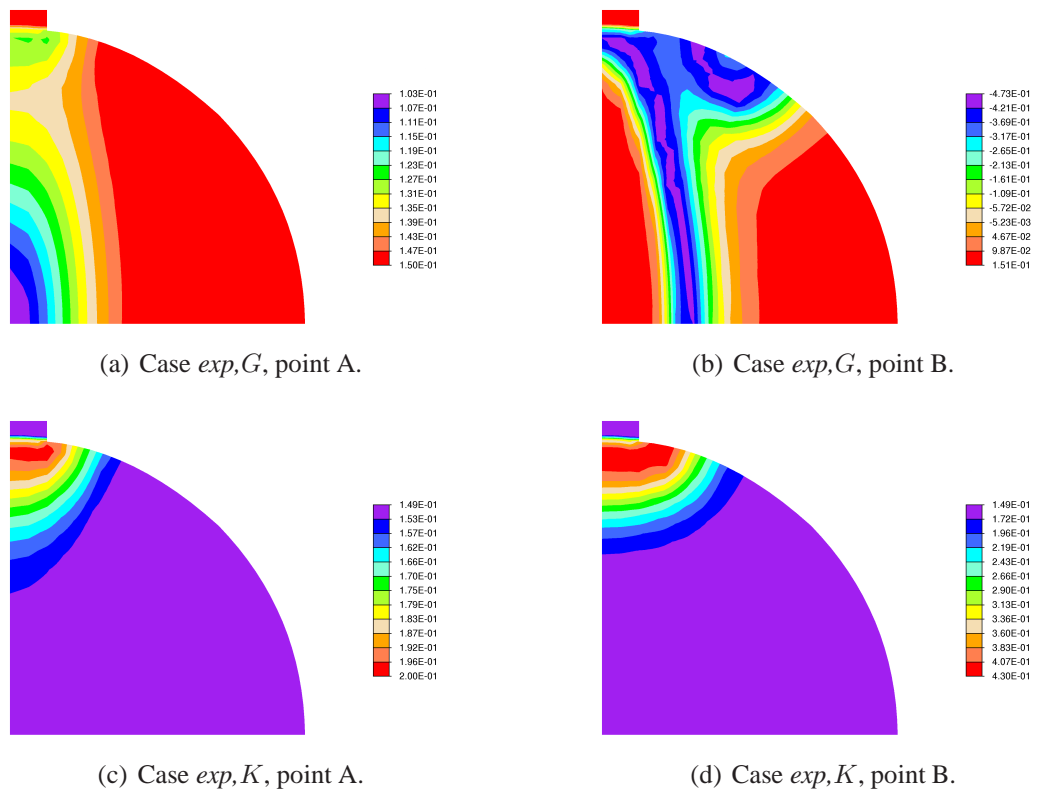 1.03E-01
1.07E-01
1.11E-01
1.15E-01
1.19E-01
1.23E-01
1.27E-01
1.31E-01
1.35E-01
1.39E-01
1.43E-01
1.47E-01
1.50E-01
-4.73E-01
-4.21E-01
-3.69E-01
-3.17E-01
-2.65E-01
-2.13E-01
-1.61E-01
-1.09E-01
-5.72E-02
-5.23E-03
4.67E-02
9.87E-02
1.51E-01
(a) Case exp,G, point A.
(b) Case exp,G, point B.
1.49E-01
1.53E-01
1.57E-01
1.62E-01
1.66E-01
1.70E-01
1.75E-01
1.79E-01
1.83E-01
1.87E-01
1.92E-01
1.96E-01
2.00E-01
1.49E-01
1.72E-01
1.96E-01
2.19E-01
2.43E-01
2.66E-01
2.90E-01
3.13E-01
3.36E-01
3.60E-01
3.83E-01
4.07E-01
4.30E-01
(c) Case exp,K, point A.
(d) Case exp,K, point B.